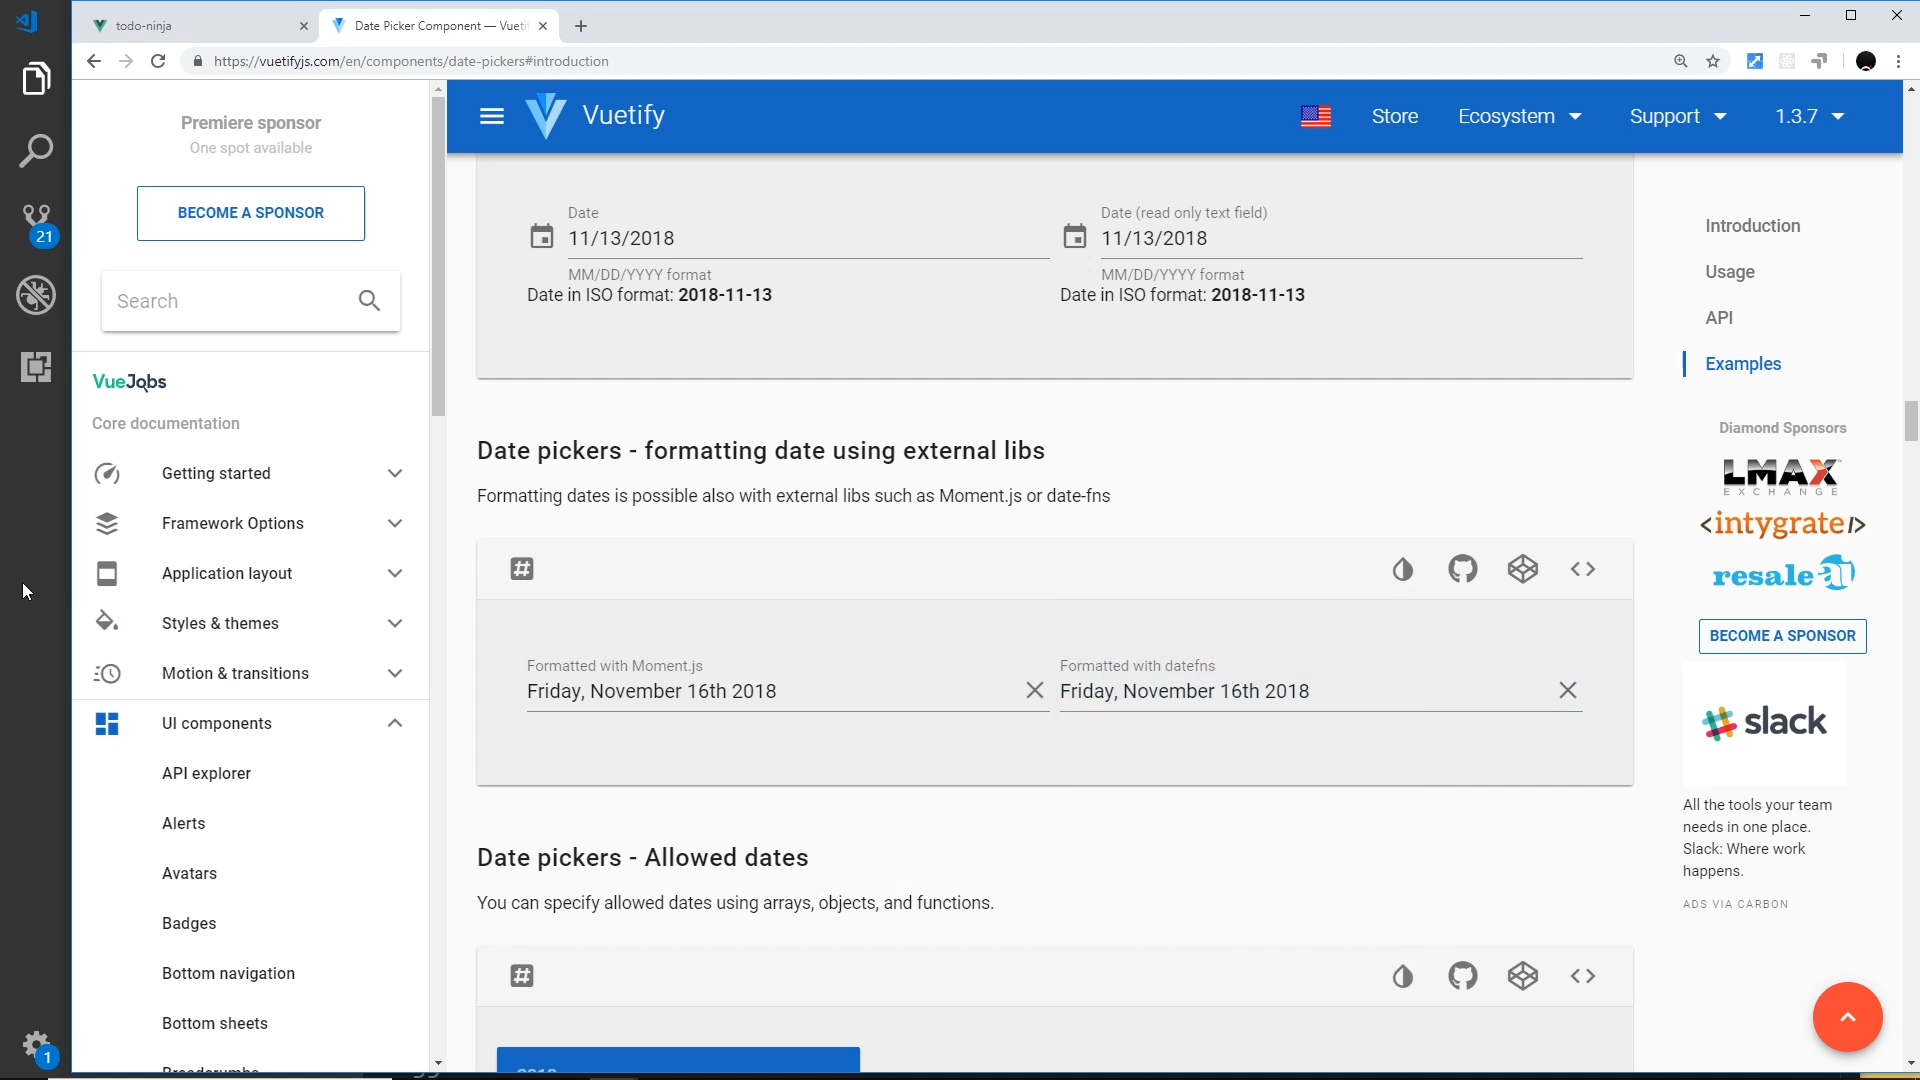 todo-ninja
Date Picker Component — Vueti
https://vuetifyjs.com/en/components/date-pickers#introduction
21
1
Premiere sponsor
One spot available
BECOME A SPONSOR
Search
VueJobs
Core documentation
Getting started
Framework Options
Application layout
Styles & themes
Motion & transitions
UI components
API explorer
Alerts
Avatars
Badges
Bottom navigation
Bottom sheets
Breadcrumbs
Vuetify
Store
Ecosystem
Support
1.3.7
Date
11/13/2018
MM/DD/YYYY format
Date in ISO format: 2018-11-13
Date (read only text field)
11/13/2018
MM/DD/YYYY format
Date in ISO format: 2018-11-13
Date pickers - formatting date using external libs
Formatting dates is possible also with external libs such as Moment.js or date-fns
Formatted with Moment.js
Friday, November 16th 2018
Formatted with datefns
Friday, November 16th 2018
Date pickers - Allowed dates
You can specify allowed dates using arrays, objects, and functions.
2018
Introduction
Usage
API
Examples
Diamond Sponsors
LMAX
EXCHANGE
<intygrate/>
resale ai
BECOME A SPONSOR
slack
All the tools your team
needs in one place.
Slack: Where work
happens.
ADS VIA CARBON